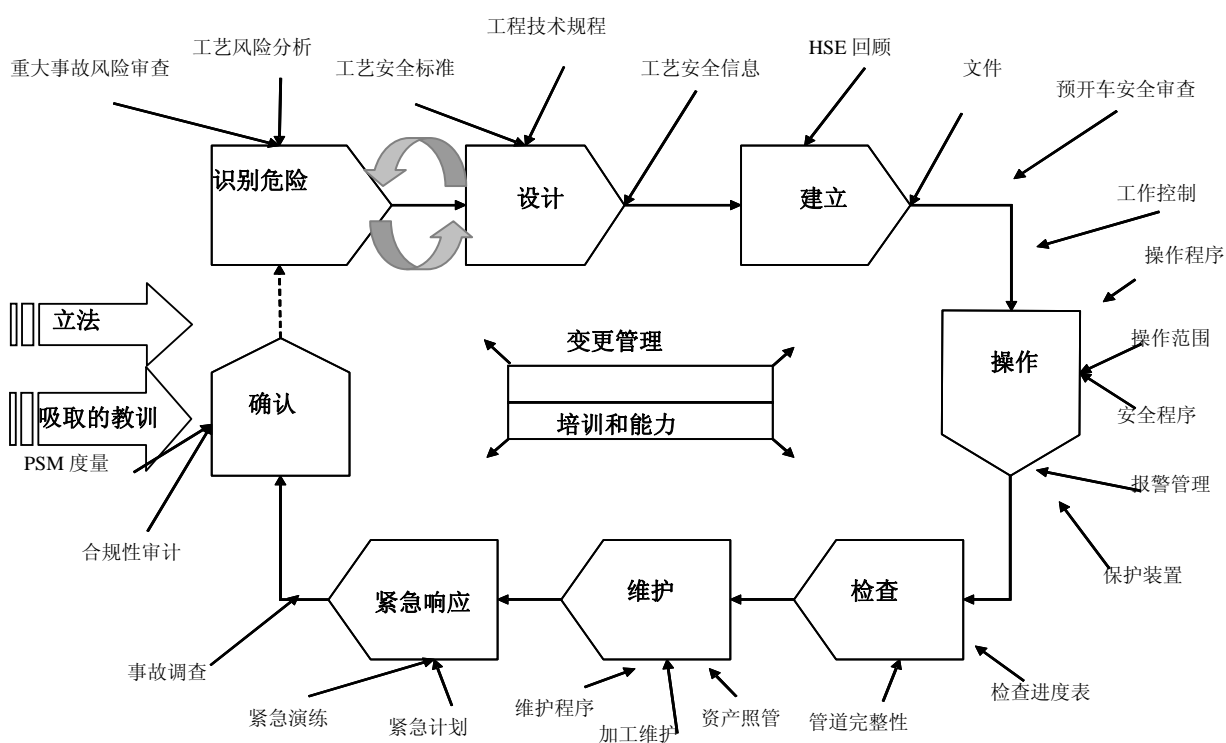 工程技术规程
工艺风险分析
HSE 回顾
重大事故风险审查
工艺安全标准
工艺安全信息
文件
预开车安全审查
识别危险
设计
建立
工作控制
操作程序
立法
变更管理
操作范围
操作
确认
吸取的教训
培训和能力
安全程序
PSM 度量
报警管理
合规性审计
保护装置
紧急响应
维护
检查
事故调查
检查进度表
紧急演练
紧急计划
维护程序
加工维护
资产照管
管道完整性